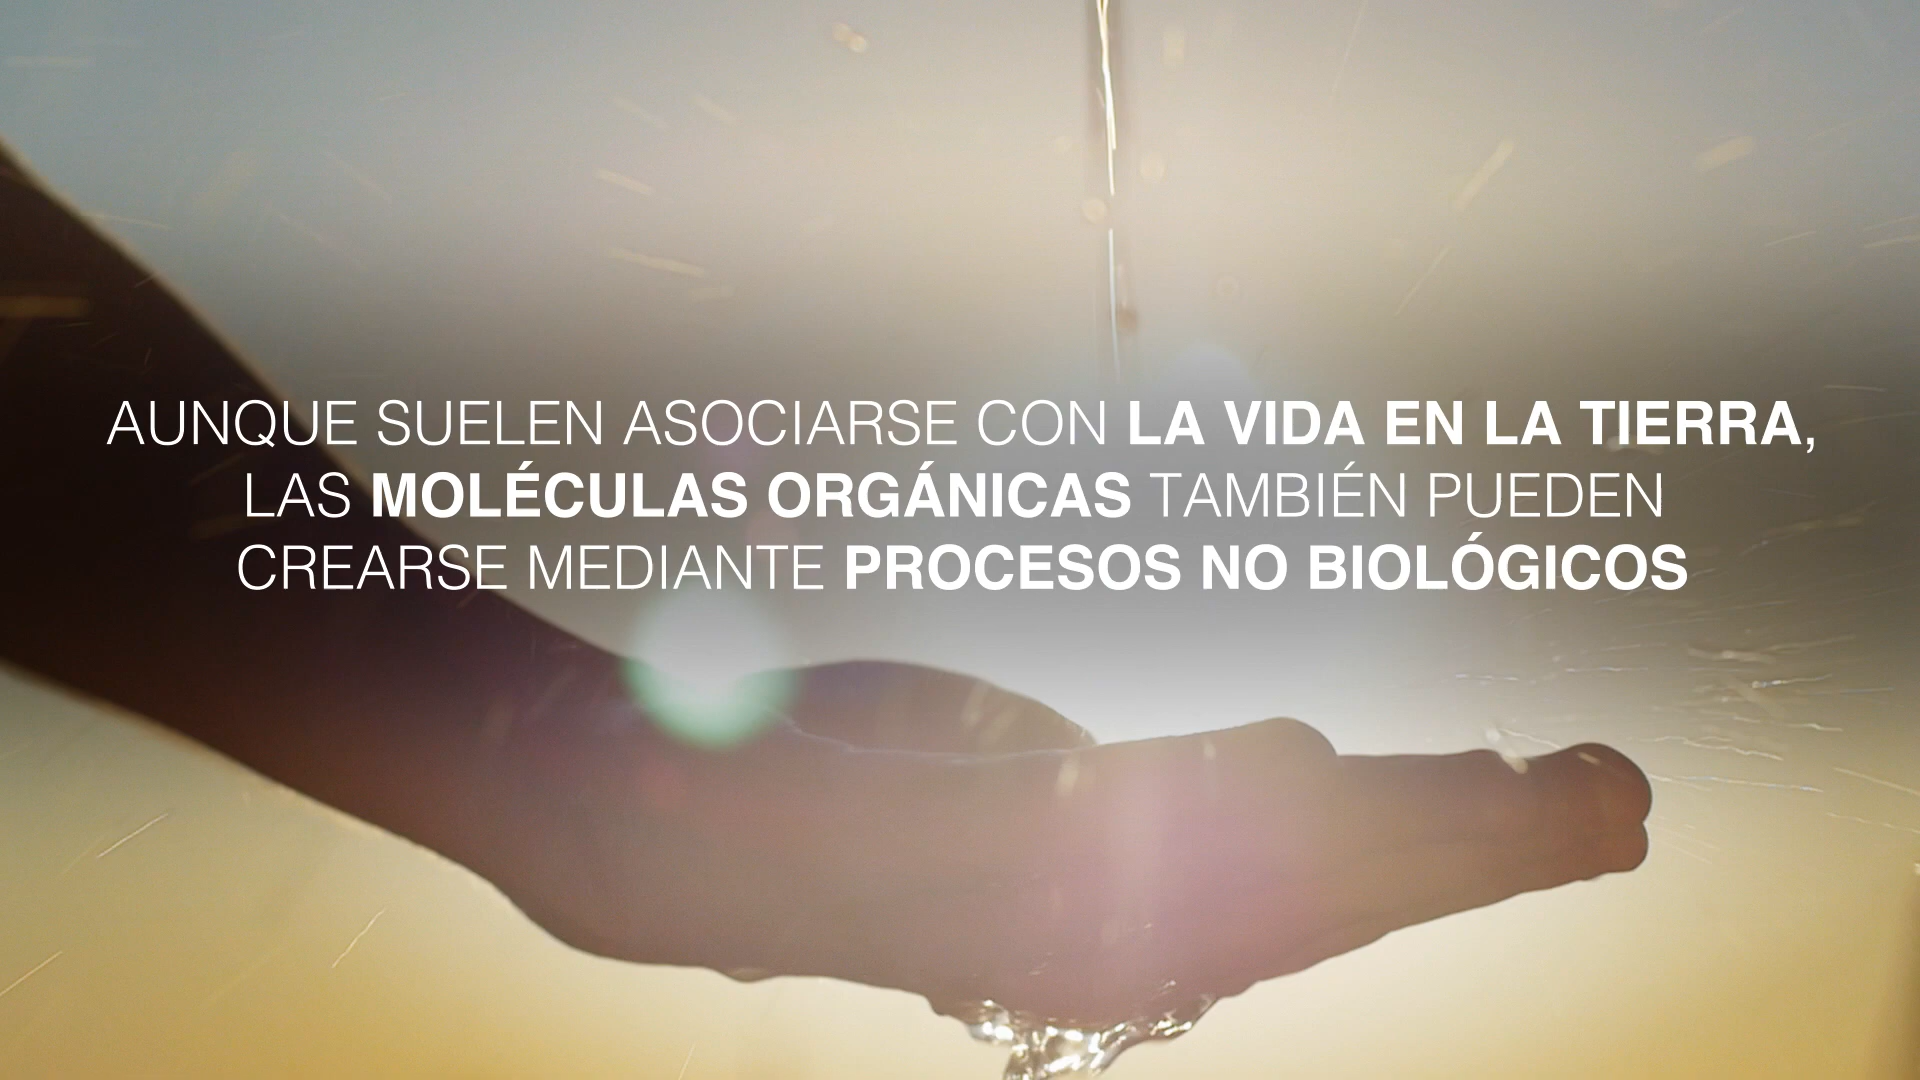 AUNQUE SUELEN ASOCIARSE CON LA VIDA EN LA TIERRA,
LAS MOLÉCULAS ORGÁNICAS TAMBIÉN PUEDEN
CREARSE MEDIANTE PROCESOS NO BIOLÓGICOS